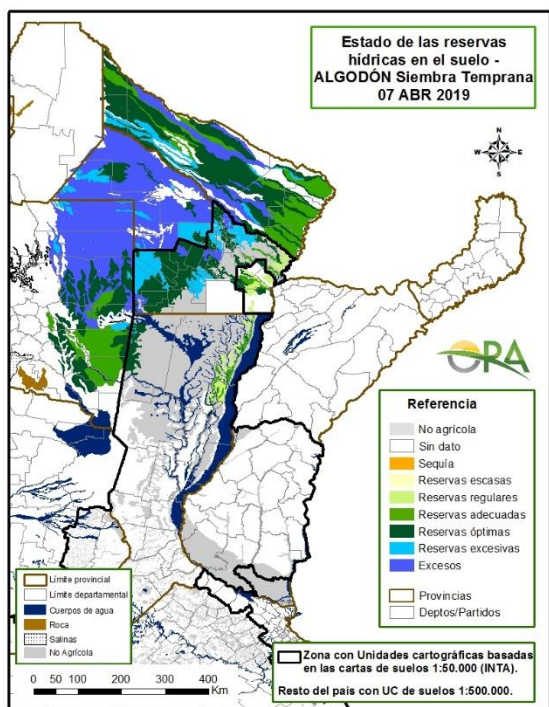 Estado de las reservas
hídricas en el suelo -
ALGODÓN Siembra Temprana
07 ABR 2019
N
W
E
S
ORA
Referencia
No agrícola
Sin dato
Sequía
Reservas escasas
Reservas regulares
Reservas adecuadas
Reservas óptimas
Reservas excesivas
Excesos
Provincias
Deptos/Partidos
Límite provincial
Límite departamental
Cuerpos de agua
Roca
Salinas
No Agrícola
0 50 100 200 300 400
Km
Zona con Unidades cartográficas basadas
en las cartas de suelos 1:50.000 (INTA).
Resto del país con UC de suelos 1:500.000.